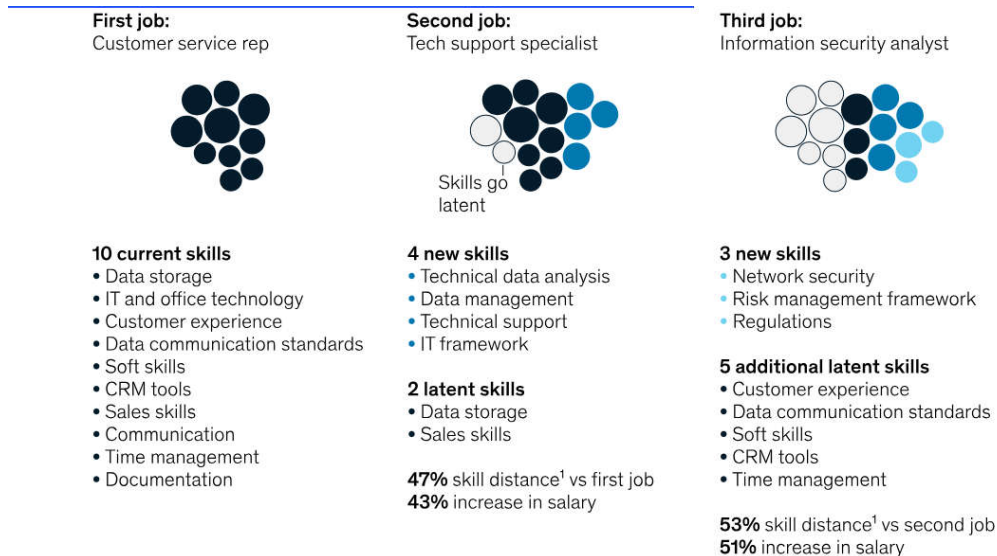 First job:
Customer service rep
10 current skills
• Data storage
• IT and office technology
• Customer experience
• Data communication standards
• Soft skills
• CRM tools
• Sales skills
• Communication
• Time management
• Documentation
Second job:
Tech support specialist
Skills go
latent
4 new skills
• Technical data analysis
• Data management
• Technical support
• IT framework
2 latent skills
• Data storage
• Sales skills
47% skill distance¹ vs first job
43% increase in salary
Third job:
Information security analyst
3 new skills
• Network security
• Risk management framework
• Regulations
5 additional latent skills
• Customer experience
• Data communication standards
• Soft skills
• CRM tools
• Time management
53% skill distance¹ vs second job
51% increase in salary